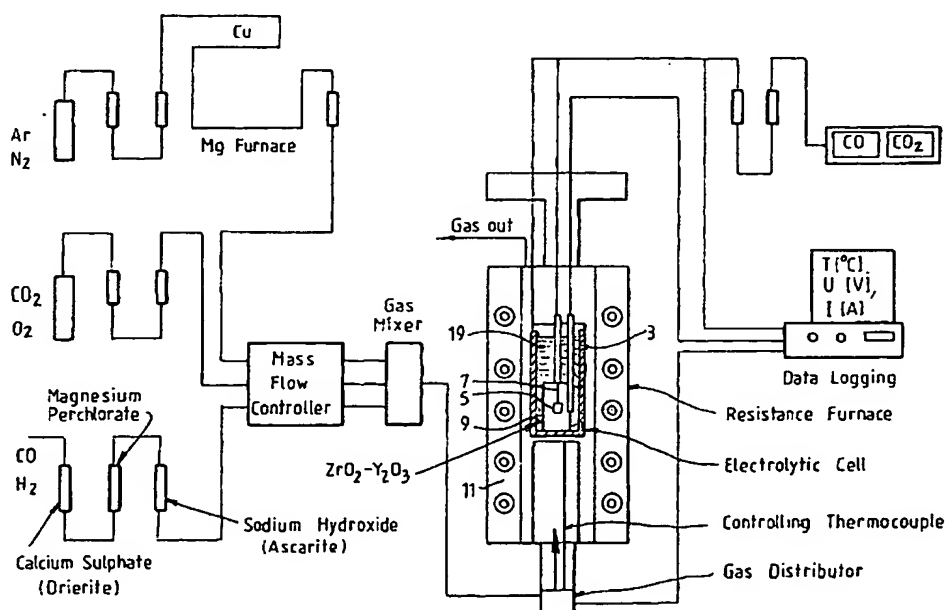 Cu
Ar
N2
Mg Furnace
CO
CO2
Gas out
CO2
O2
Gas
Mixer
T[°C],
U [V],
I [A]
19
3
7
5
9
Mass
Flow
Controller
Data Logging
Magnesium
Perchlorate
Resistance Furnace
CO
H2
ZrO2-Y2O3
11
Electrolytic Cell
Sodium Hydroxide
(Ascarite)
Controlling Thermocouple
Calcium Sulphate
(Drierite)
Gas Distributor